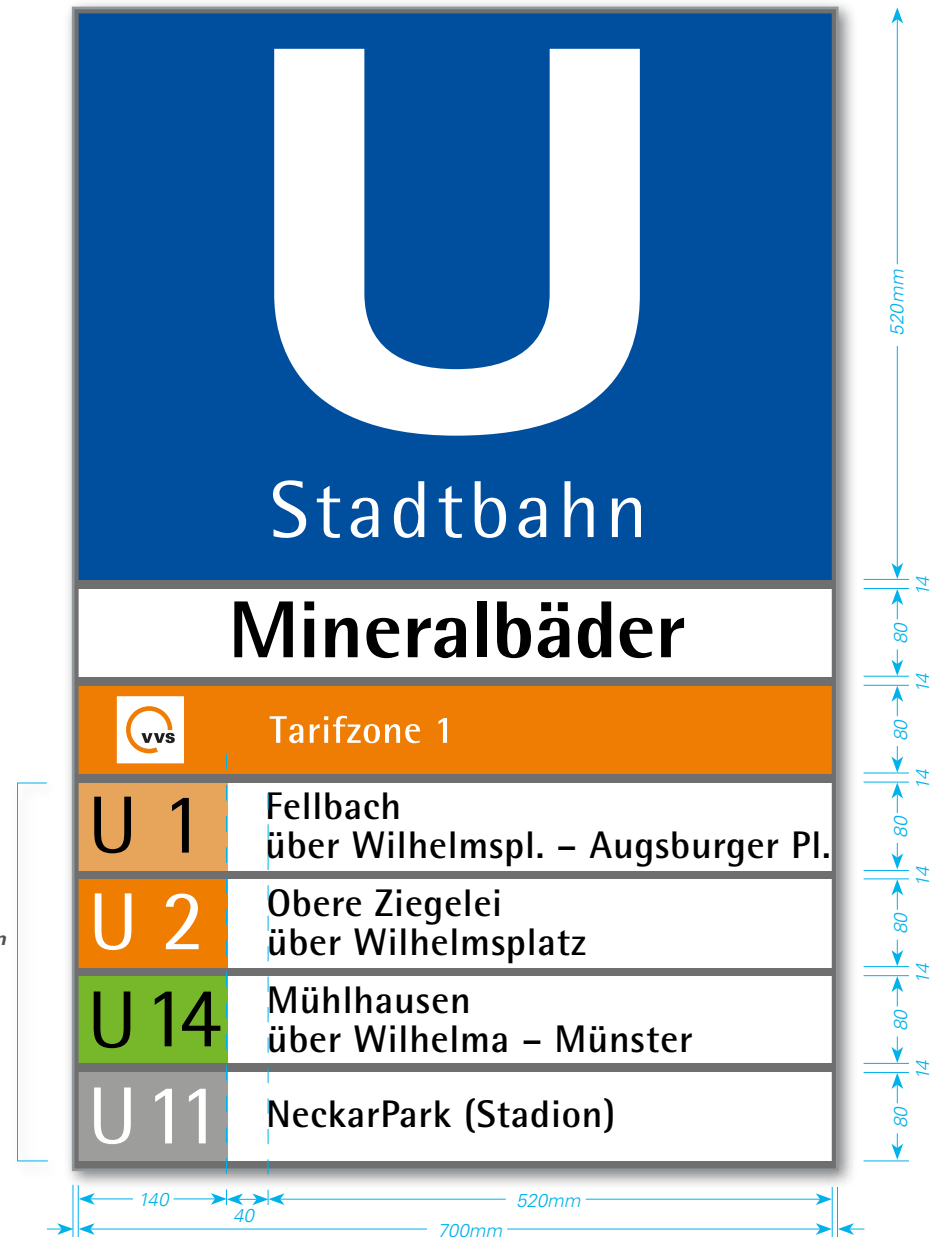 U
Stadtbahn
Mineralbäder
vvs Tarifzone 1
U 1 Fellbach
über Wilhelmspl. – Augsburger Pl.
U 2 Obere Ziegelei
über Wilhelmsplatz
U 14 Mühlhausen
über Wilhelma – Münster
U 11 NeckarPark (Stadion)
520mm
14
80
14
80
14
80
14
80
14
80
14
80
n
140
40
520mm
700mm